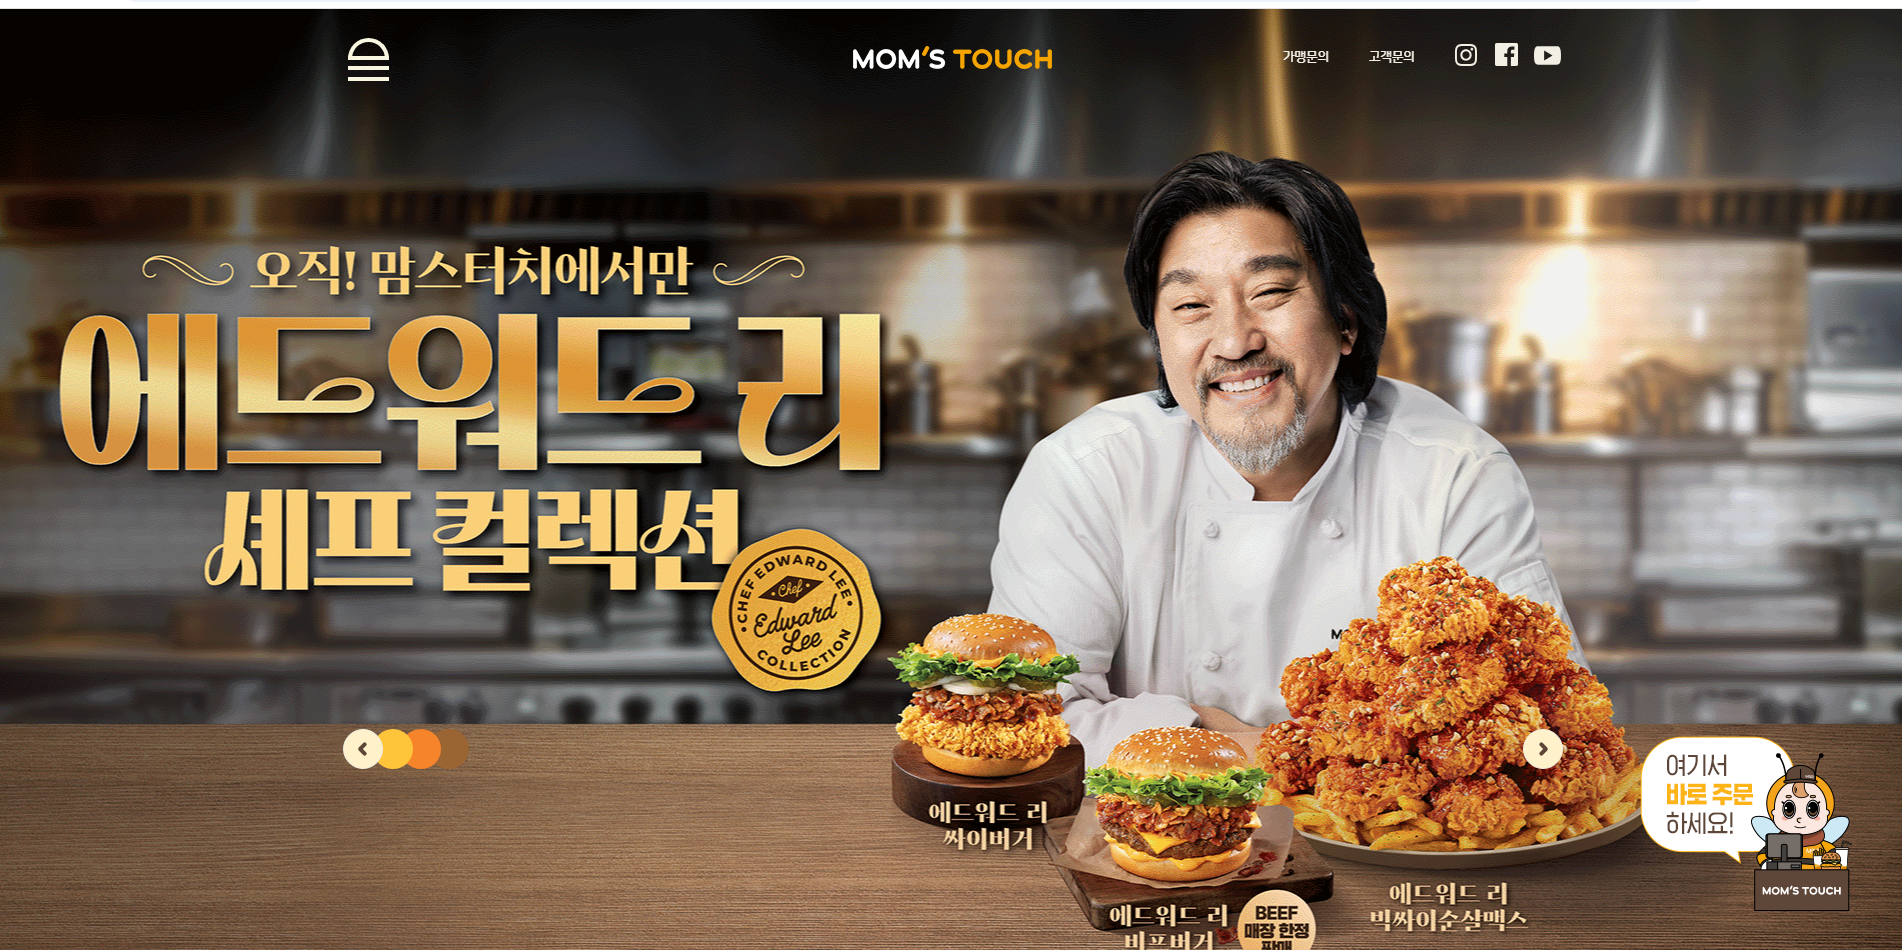 MOM'S TOUCH
가맹문의
고객문의
오직! 맘스터치에서만
에드워드 리
셰프 컬렉션
CHEF EDWARD LEE
Chef
Edward
Lee
COLLECTION
에드워드 리
싸이버거
에드워드 리
비프버거
BEEF
매장 한정
판매
에드워드 리
빅싸이순살맥스
여기서
바로 주문
하세요!
MOM'S TOUCH